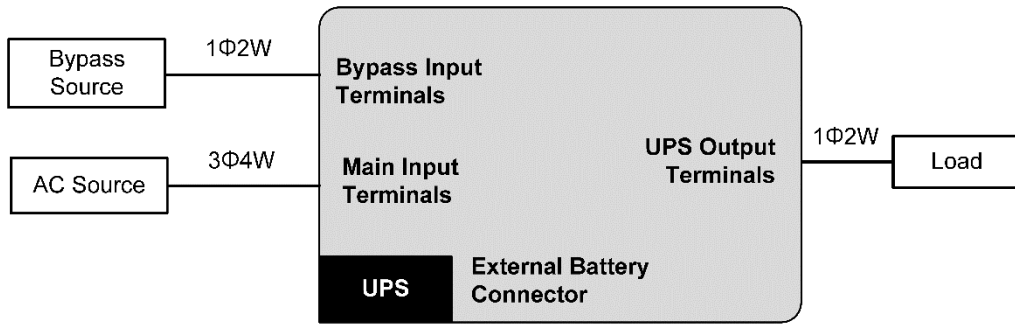 1Φ2W
Bypass
Source
Bypass Input
Terminals
3Φ4W
AC Source
Main Input
Terminals
UPS Output
Terminals
1Φ2W
Load
UPS
External Battery
Connector